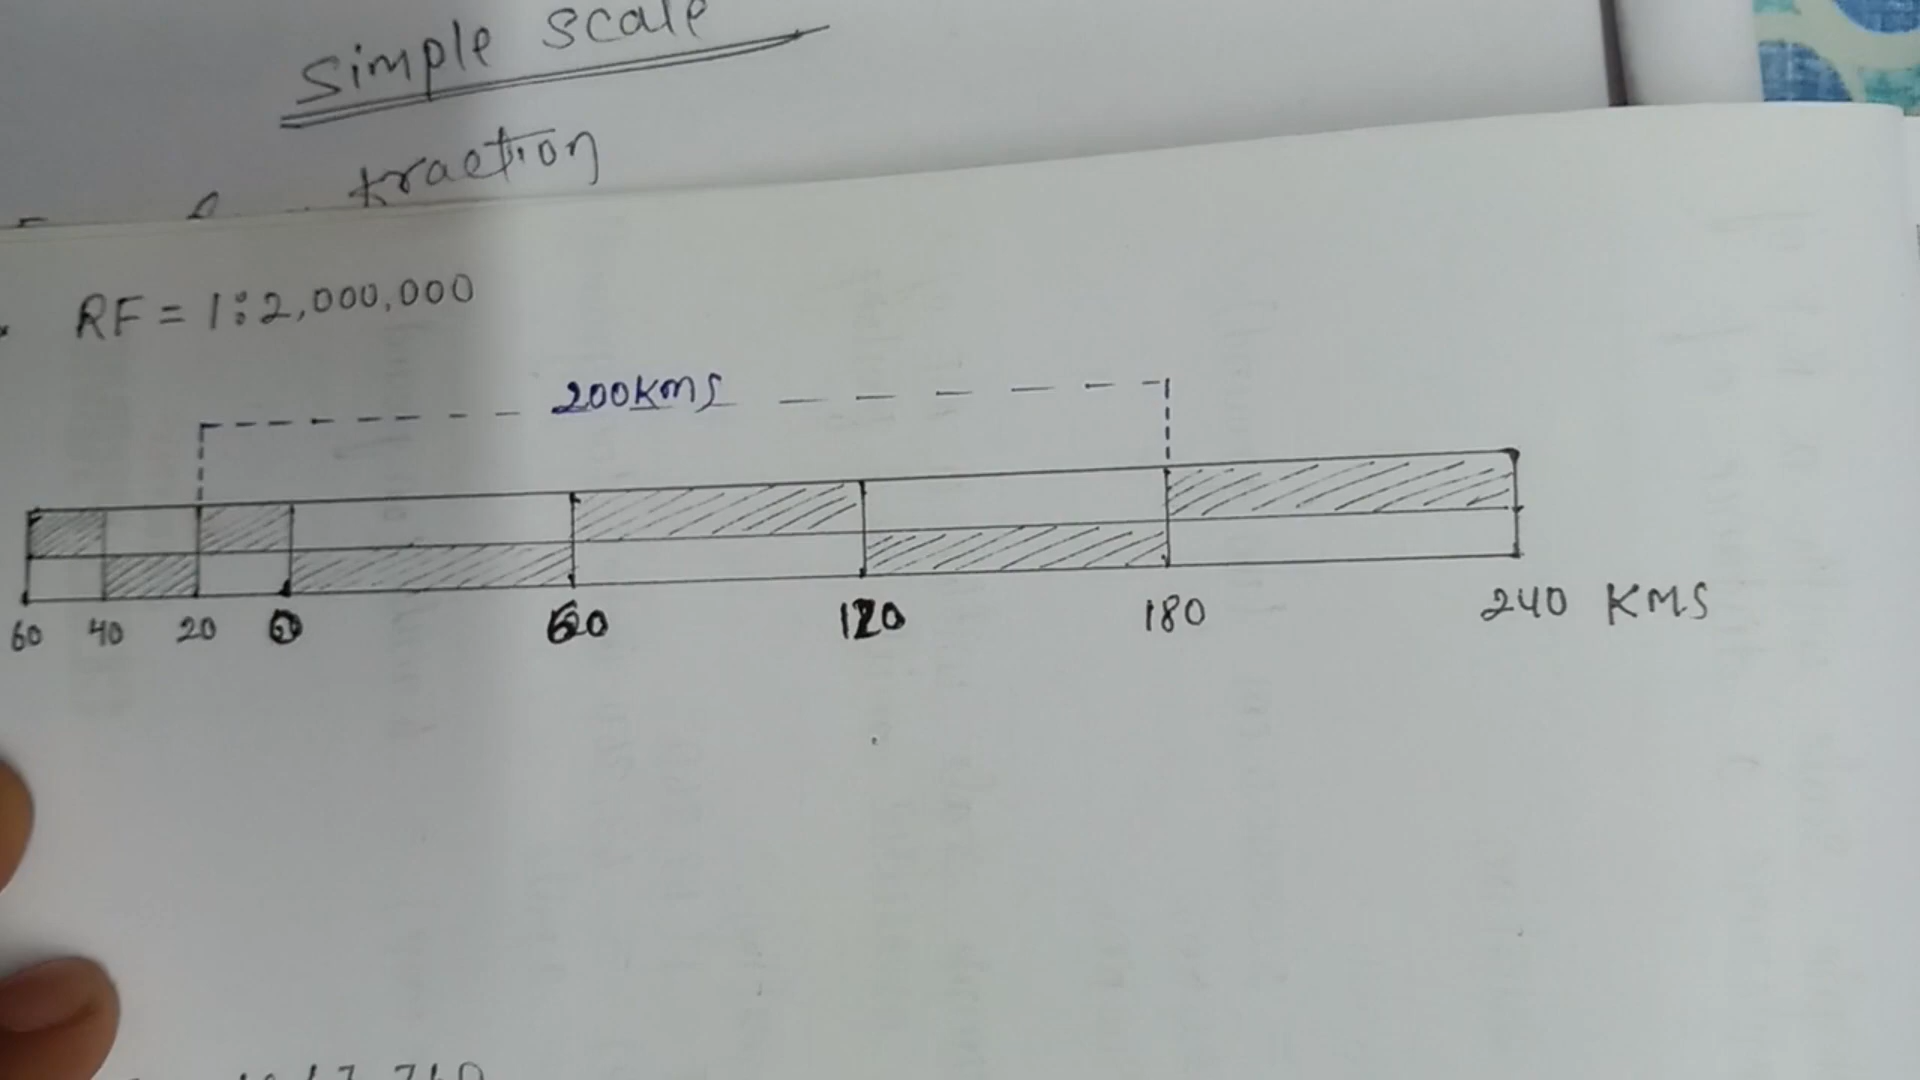 Simple scale
fraction
RF = 1:2,000,000
200Kms
60 40 20 0 60 120 180 240 KMS